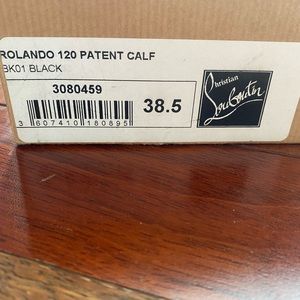 ROLANDO 120 PATENT CALF
BK01 BLACK
3080459
38.5
3 607410 180895
Christian
Louboutin